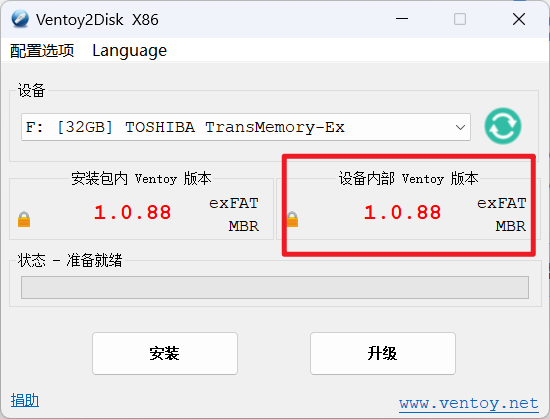 Ventoy2Disk X86
配置选项 Language
设备
F: [32GB] TOSHIBA TransMemory-Ex
安装包内 Ventoy 版本
1.0.88
exFAT
MBR
设备内部 Ventoy 版本
1.0.88
exFAT
MBR
状态 - 准备就绪
安装 升级
捐助 www.ventoy.net